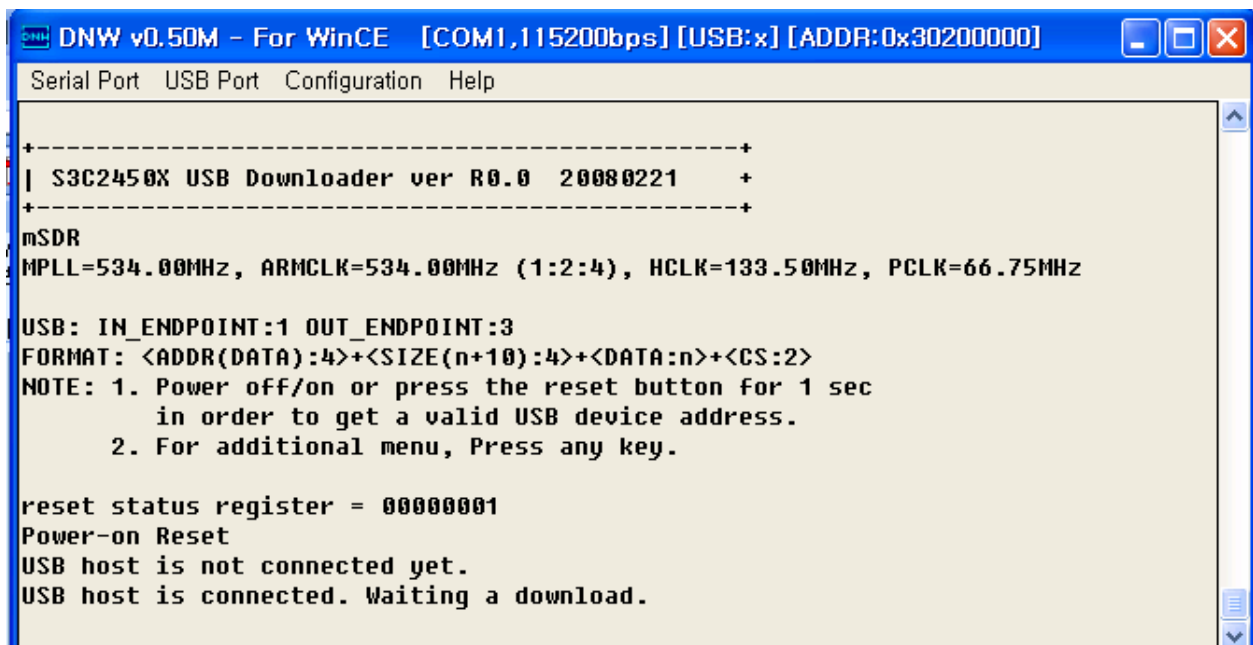 DNW v0.50M - For WinCE [COM1,115200bps] [USB:x] [ADDR:0x30200000]
Serial Port USB Port Configuration Help
+-----------------------------------------------+
| S3C2450X USB Downloader ver R0.0 20080221 +
+-----------------------------------------------+
mSDR
MPLL=534.00MHz, ARMCLK=534.00MHz (1:2:4), HCLK=133.50MHz, PCLK=66.75MHz
USB: IN_ENDPOINT:1 OUT_ENDPOINT:3
FORMAT: <ADDR(DATA):4>+<SIZE(n+10):4>+<DATA:n>+<CS:2>
NOTE: 1. Power off/on or press the reset button for 1 sec
in order to get a valid USB device address.
2. For additional menu, Press any key.
reset status register = 00000001
Power-on Reset
USB host is not connected yet.
USB host is connected. Waiting a download.